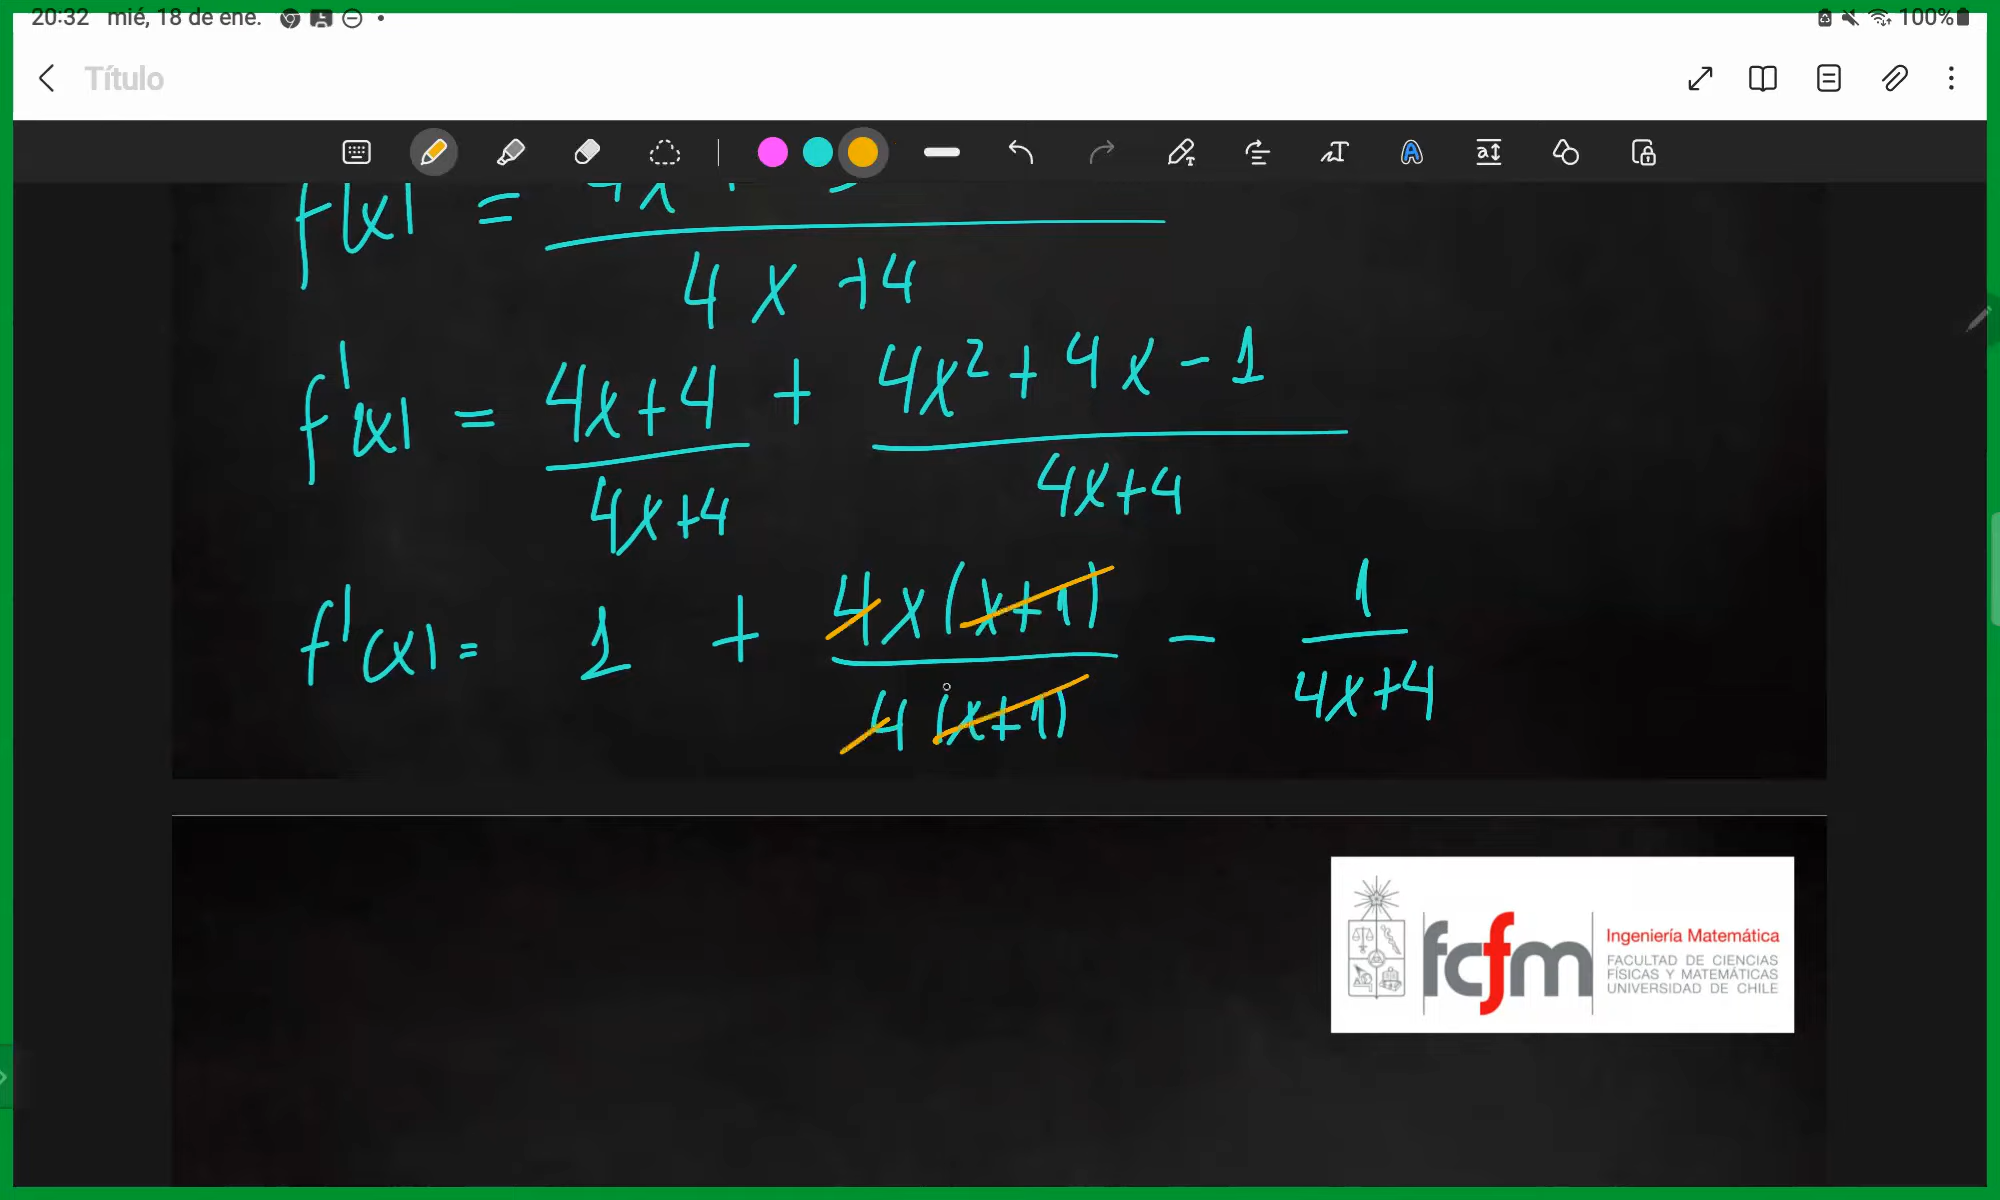 20:32 mié, 18 de ene. 100%
Título
f(x) =
4x + 4
f'(x) = 4x+4 + 4x² + 4x - 1
4x+4 4x+4
f'(x) = 1 + 4x(x+1) - 1
4(x+1) 4x+4
fcfm
Ingeniería Matemática
FACULTAD DE CIENCIAS
FÍSICAS Y MATEMÁTICAS
UNIVERSIDAD DE CHILE